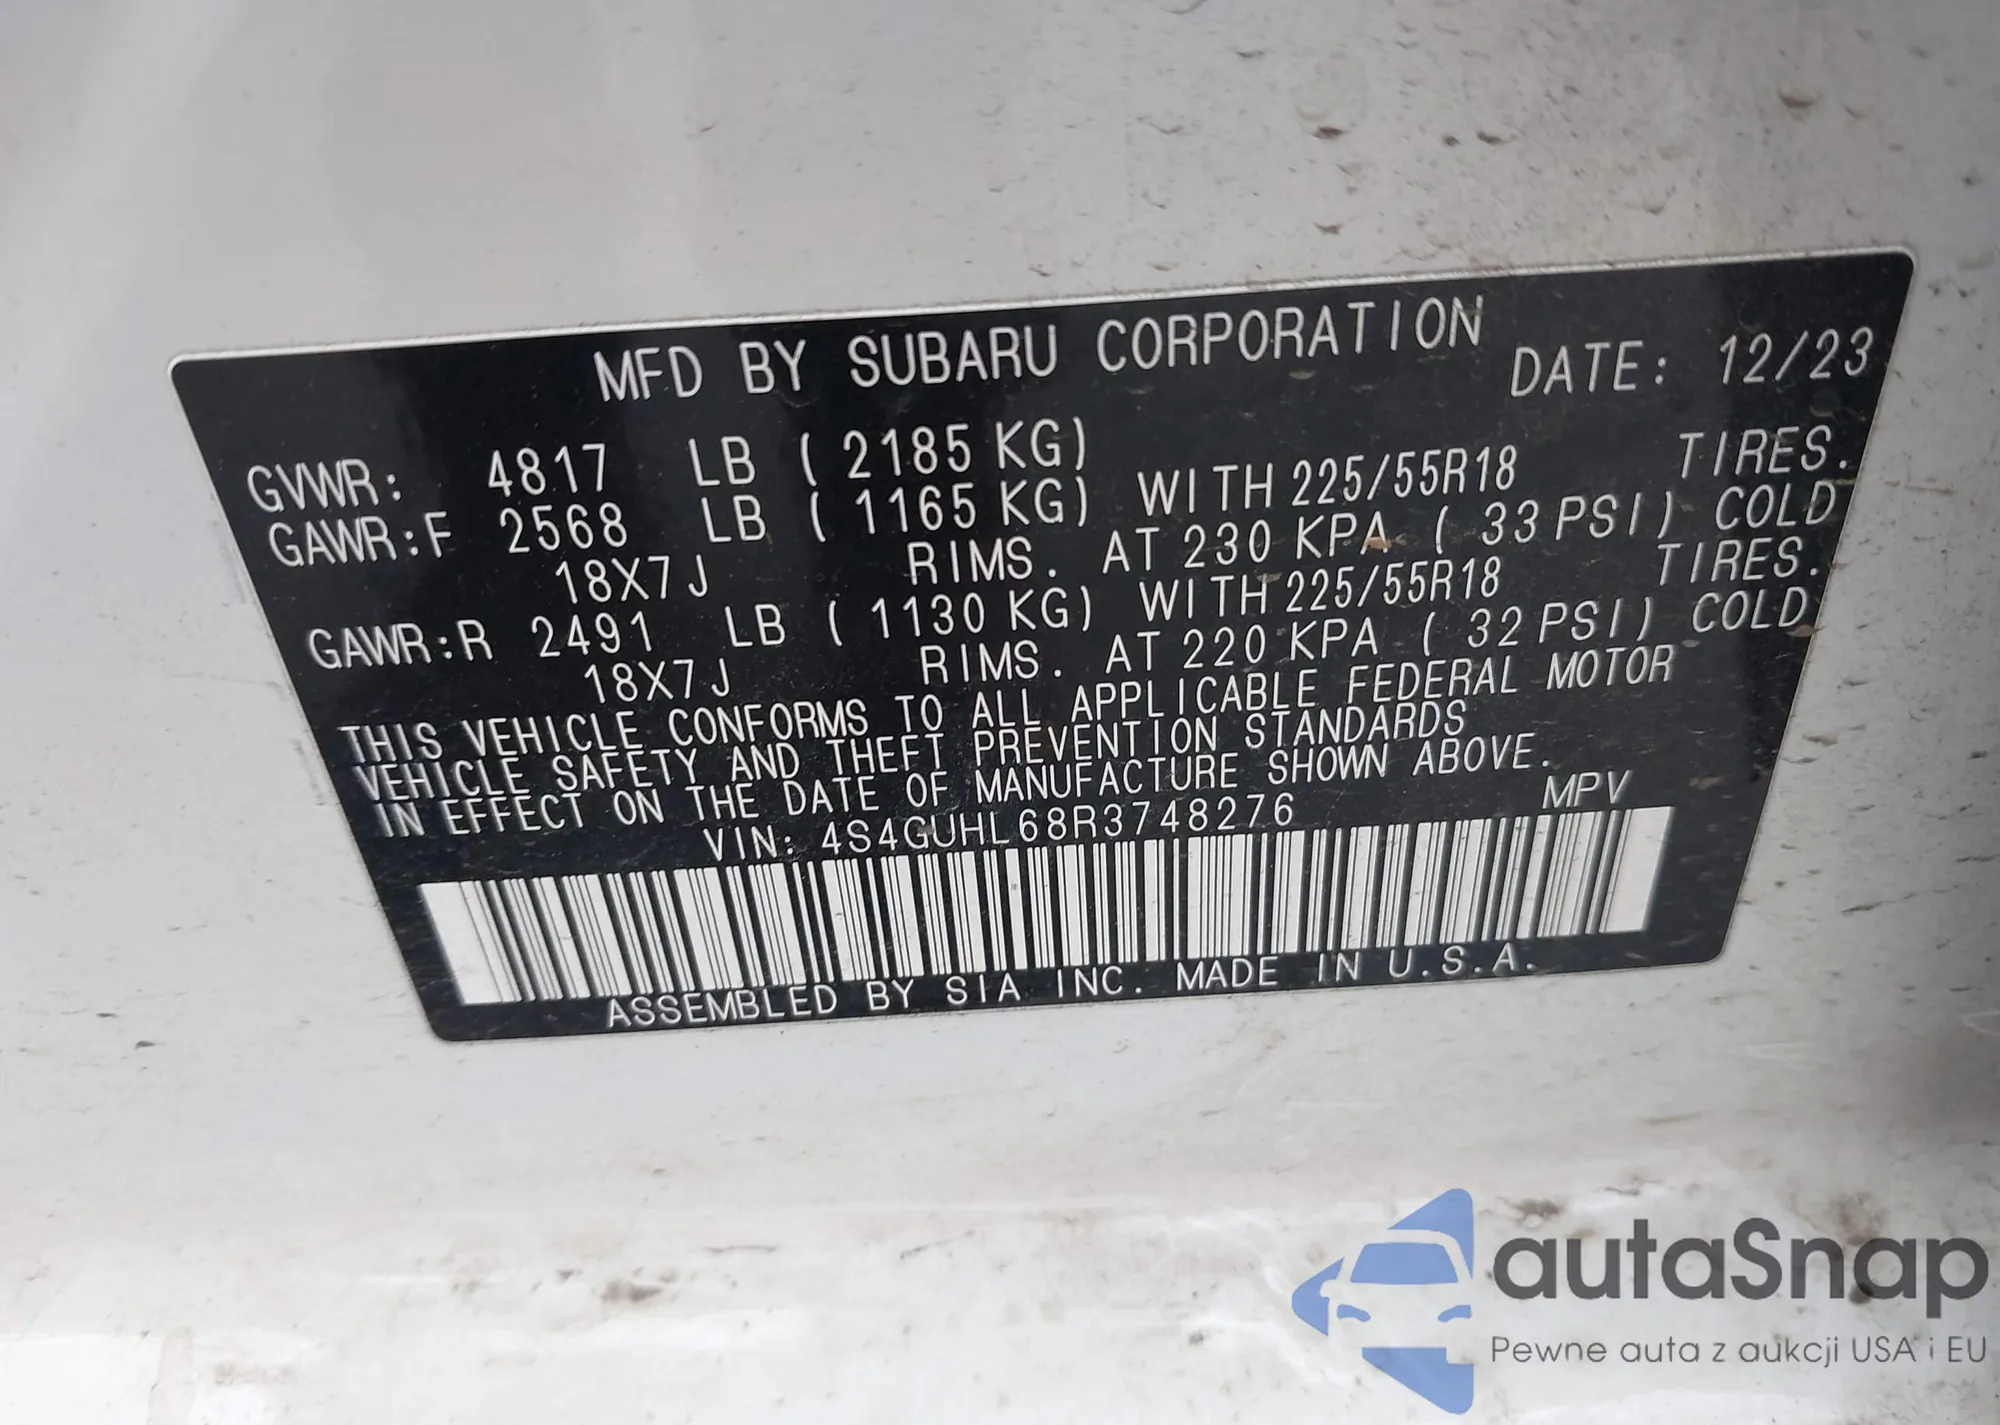 MFD BY SUBARU CORPORATION DATE: 12/23
GVWR: 4817 LB ( 2185 KG)
GAWR:F 2568 LB ( 1165 KG) WITH 225/55R18 TIRES.
18X7J RIMS. AT 230 KPA ( 33 PSI) COLD
GAWR:R 2491 LB ( 1130 KG) WITH 225/55R18 TIRES.
18X7J RIMS. AT 220 KPA ( 32 PSI) COLD
THIS VEHICLE CONFORMS TO ALL APPLICABLE FEDERAL MOTOR
VEHICLE SAFETY AND THEFT PREVENTION STANDARDS
IN EFFECT ON THE DATE OF MANUFACTURE SHOWN ABOVE.
VIN: 4S4GUHL68R3748276 MPV
ASSEMBLED BY SIA INC. MADE IN U.S.A.
autaSnap
Pewne auta z aukcji USA i EU